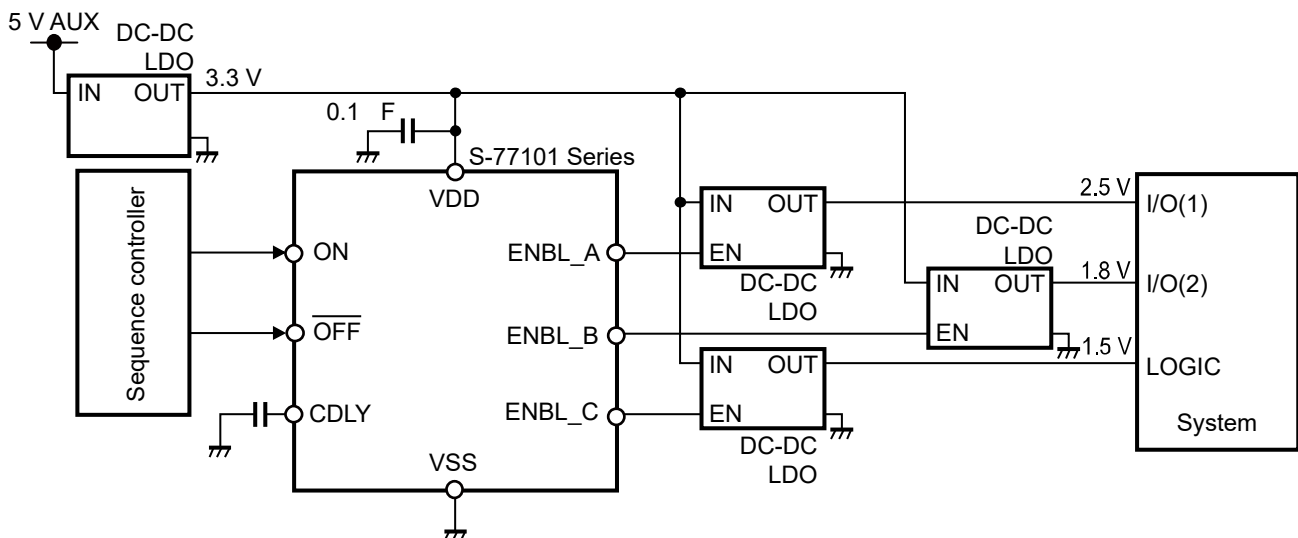 5 V AUX
DC-DC
LDO
IN
OUT
3.3 V
0.1 F
S-77101 Series
VDD
Sequence controller
ON
OFF
CDLY
VSS
ENBL_A
ENBL_B
ENBL_C
IN
OUT
EN
DC-DC
LDO
IN
OUT
EN
DC-DC
LDO
DC-DC
LDO
IN
OUT
EN
2.5 V
1.8 V
1.5 V
I/O(1)
I/O(2)
LOGIC
System